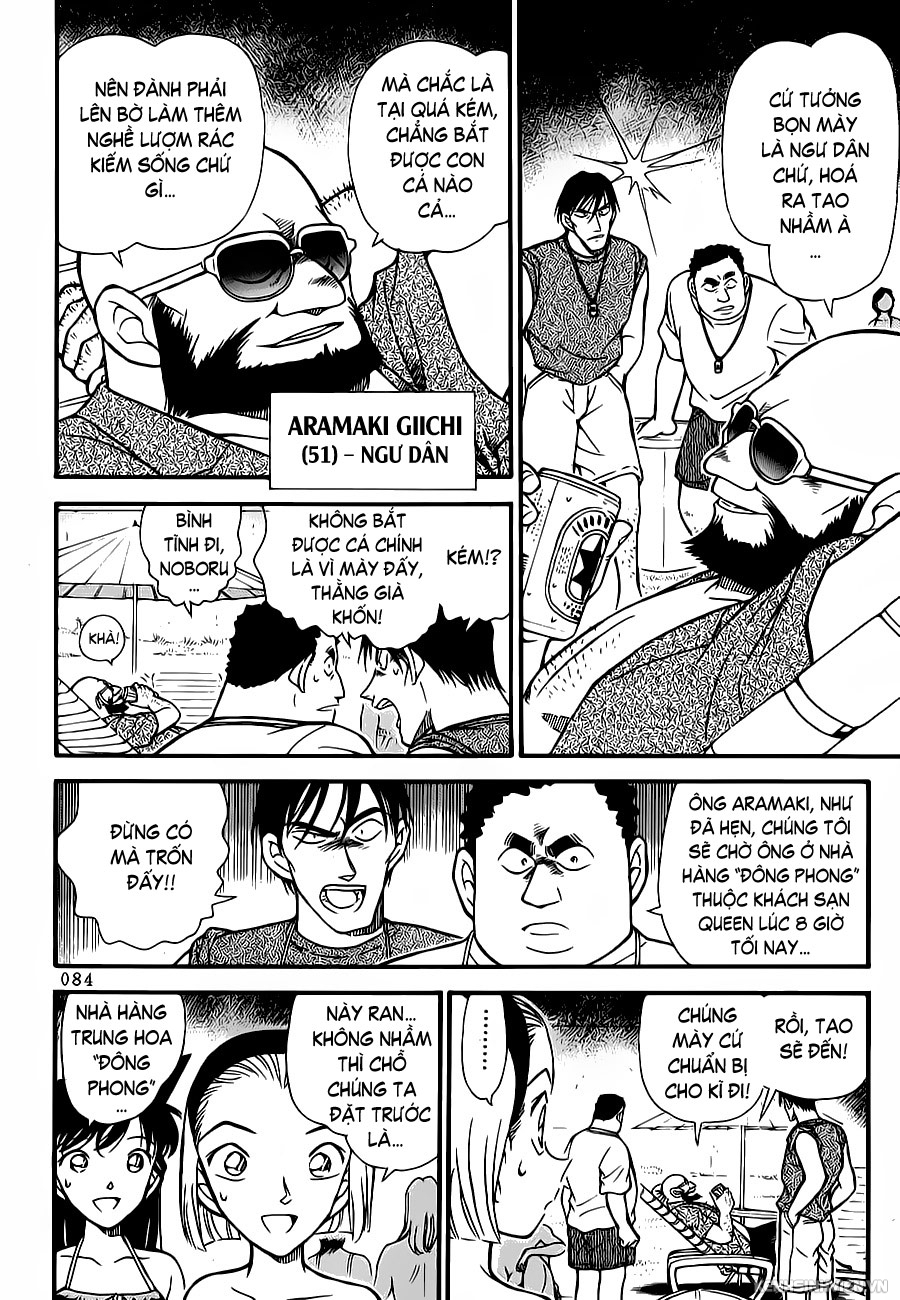 CỨ TƯỞNG
BỌN MÀY
LÀ NGƯ DÂN
CHỨ, HOÁ
RA TAO
NHẦM À
...
MÀ CHẮC LÀ
TẠI QUÁ KÉM,
CHẲNG BẮT
ĐƯỢC CON
CÁ NÀO
CẢ...
NÊN ĐÀNH PHẢI
LÊN BỜ LÀM THÊM
NGHỀ LƯỢM RÁC
KIẾM SỐNG CHỨ
GÌ...
ARAMAKI GIICHI
(51) – NGƯ DÂN
KÉM!?
KHÔNG BẮT
ĐƯỢC CÁ CHÍNH
LÀ VÌ MÀY ĐẤY,
THẰNG GIÀ
KHỐN!
BÌNH
TĨNH ĐI,
NOBORU
...
KHÀ!
ÔNG ARAMAKI, NHƯ
ĐÃ HẸN, CHÚNG TÔI
SẼ CHỜ ÔNG Ở NHÀ
HÀNG “ĐÔNG PHONG”
THUỘC KHÁCH SẠN
QUEEN LÚC 8 GIỜ
TỐI NAY...
ĐỪNG CÓ
MÀ TRỐN
ĐẤY!!
084
RỒI, TAO
SẼ ĐẾN!
CHÚNG
MÀY CỨ
CHUẨN BỊ
CHO KĨ ĐI!
........
NÀY RAN...
KHÔNG NHẦM
THÌ CHỖ
CHÚNG TA
ĐẶT TRƯỚC
LÀ...
NHÀ HÀNG
TRUNG HOA
“ĐÔNG
PHONG”
...